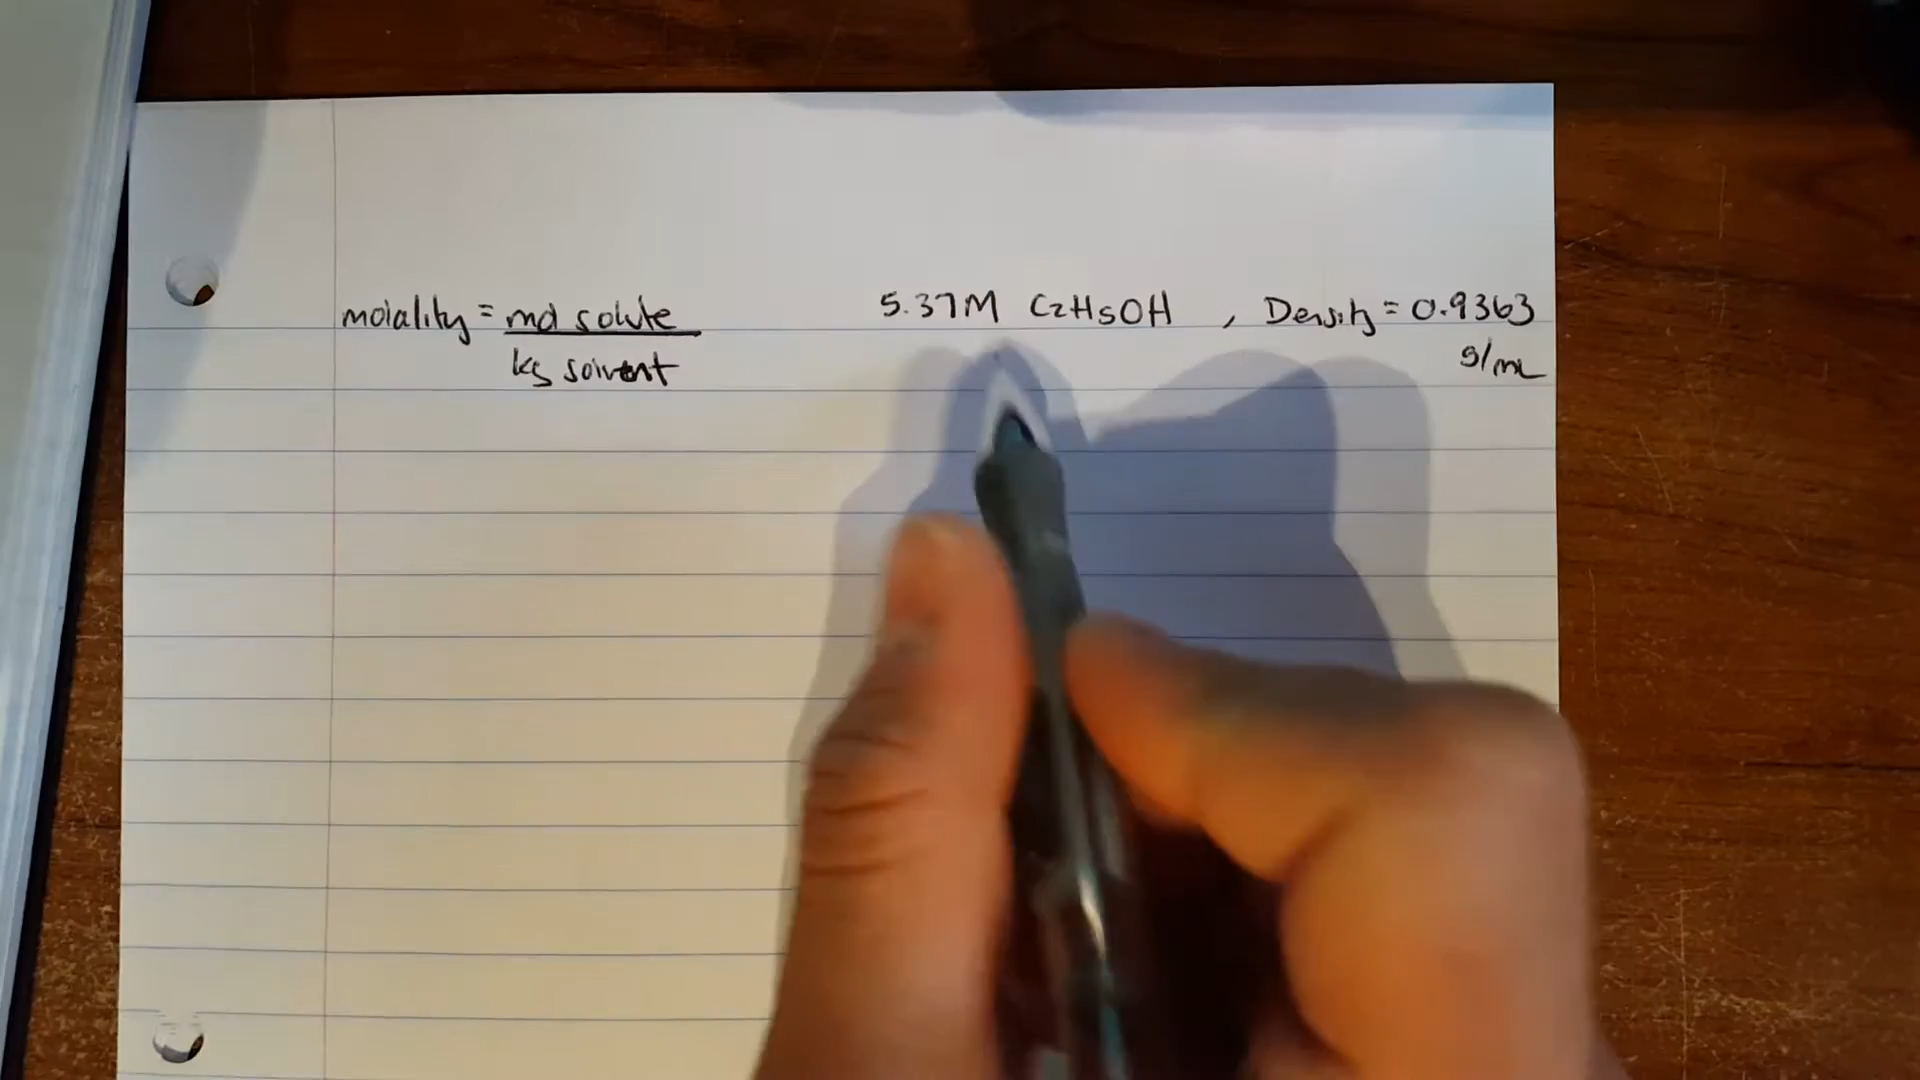 molality = mol solute
kg solvent
5.37M C2H5OH , Density = 0.9363
g/mL